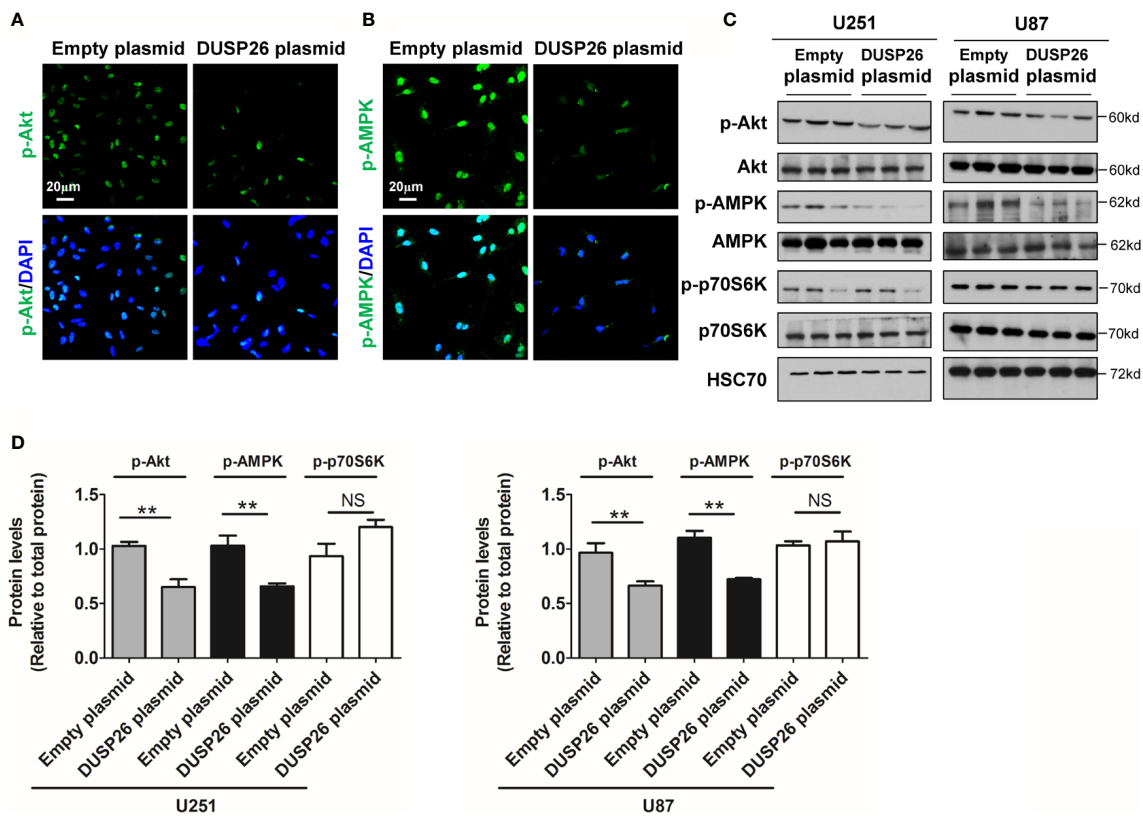 A
Empty plasmid DUSP26 plasmid
p-Akt
20μm
p-Akt/DAPI
B
Empty plasmid DUSP26 plasmid
p-AMPK
20μm
p-AMPK/DAPI
C
U251 U87
Empty plasmid DUSP26 plasmid Empty plasmid DUSP26 plasmid
p-Akt 60kd
Akt 60kd
p-AMPK 62kd
AMPK 62kd
p-p70S6K 70kd
p70S6K 70kd
HSC70 72kd
D
p-Akt p-AMPK p-p70S6K
Protein levels
(Relative to total protein)
1.5
1.0
0.5
0.0
** ** NS
Empty plasmid
DUSP26 plasmid
Empty plasmid
DUSP26 plasmid
Empty plasmid
DUSP26 plasmid
U251
p-Akt p-AMPK p-p70S6K
Protein levels
(Relative to total protein)
1.5
1.0
0.5
0.0
** ** NS
Empty plasmid
DUSP26 plasmid
Empty plasmid
DUSP26 plasmid
Empty plasmid
DUSP26 plasmid
U87